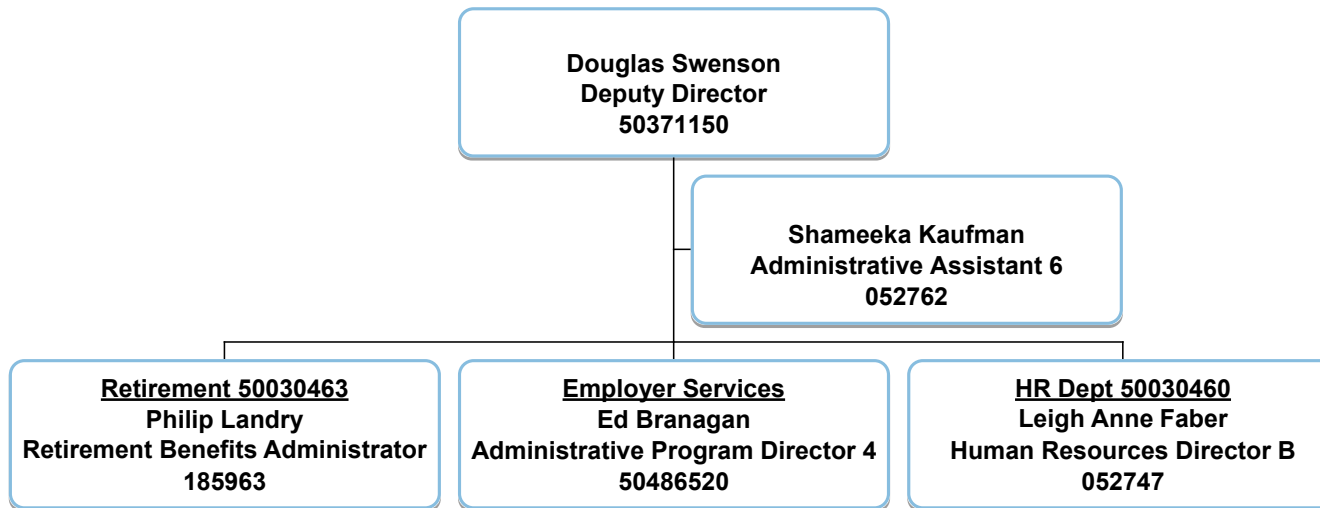 Douglas Swenson
Deputy Director
50371150
Shameeka Kaufman
Administrative Assistant 6
052762
Retirement 50030463
Philip Landry
Retirement Benefits Administrator
185963
Employer Services
Ed Branagan
Administrative Program Director 4
50486520
HR Dept 50030460
Leigh Anne Faber
Human Resources Director B
052747